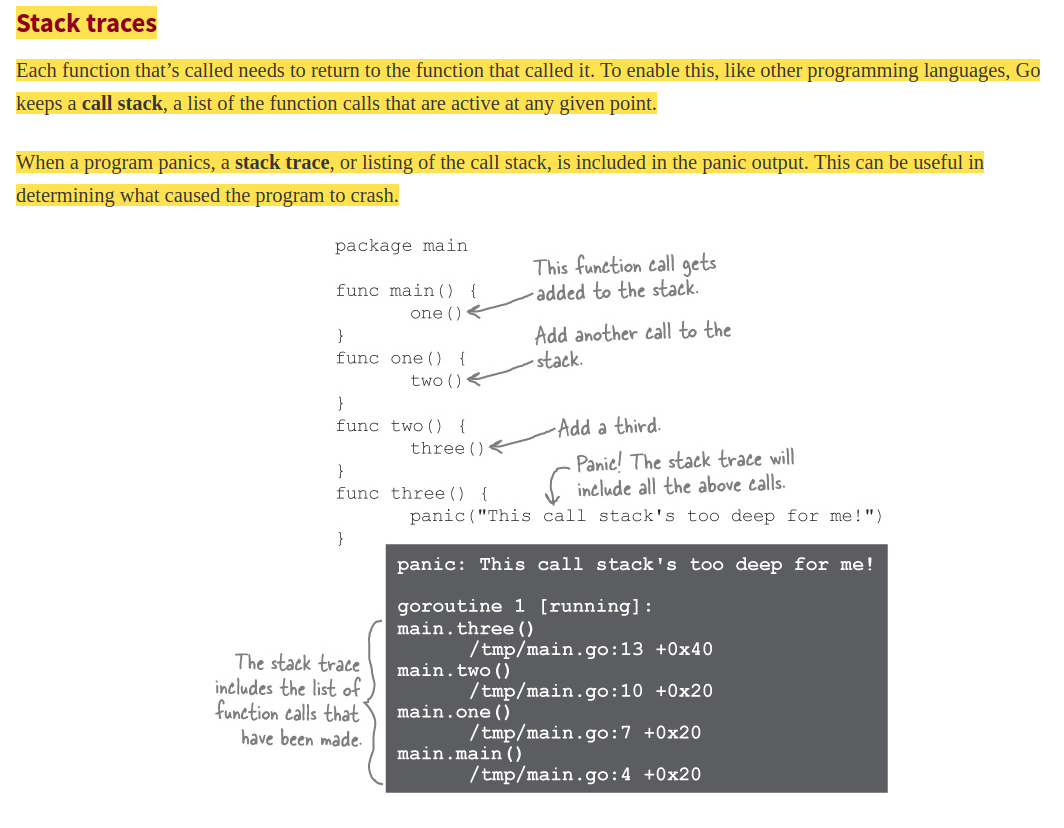 Stack traces
Each function that’s called needs to return to the function that called it. To enable this, like other programming languages, Go
keeps a call stack, a list of the function calls that are active at any given point.
When a program panics, a stack trace, or listing of the call stack, is included in the panic output. This can be useful in
determining what caused the program to crash.
package main
This function call gets
added to the stack.
func main() {
one()
}
Add another call to the
stack.
func one() {
two()
}
func two() {
Add a third.
three()
}
Panic! The stack trace will
include all the above calls.
func three() {
panic("This call stack's too deep for me!")
}
panic: This call stack's too deep for me!
goroutine 1 [running]:
main.three()
/tmp/main.go:13 +0x40
main.two()
/tmp/main.go:10 +0x20
main.one()
/tmp/main.go:7 +0x20
main.main()
/tmp/main.go:4 +0x20
The stack trace
includes the list of
function calls that
have been made.